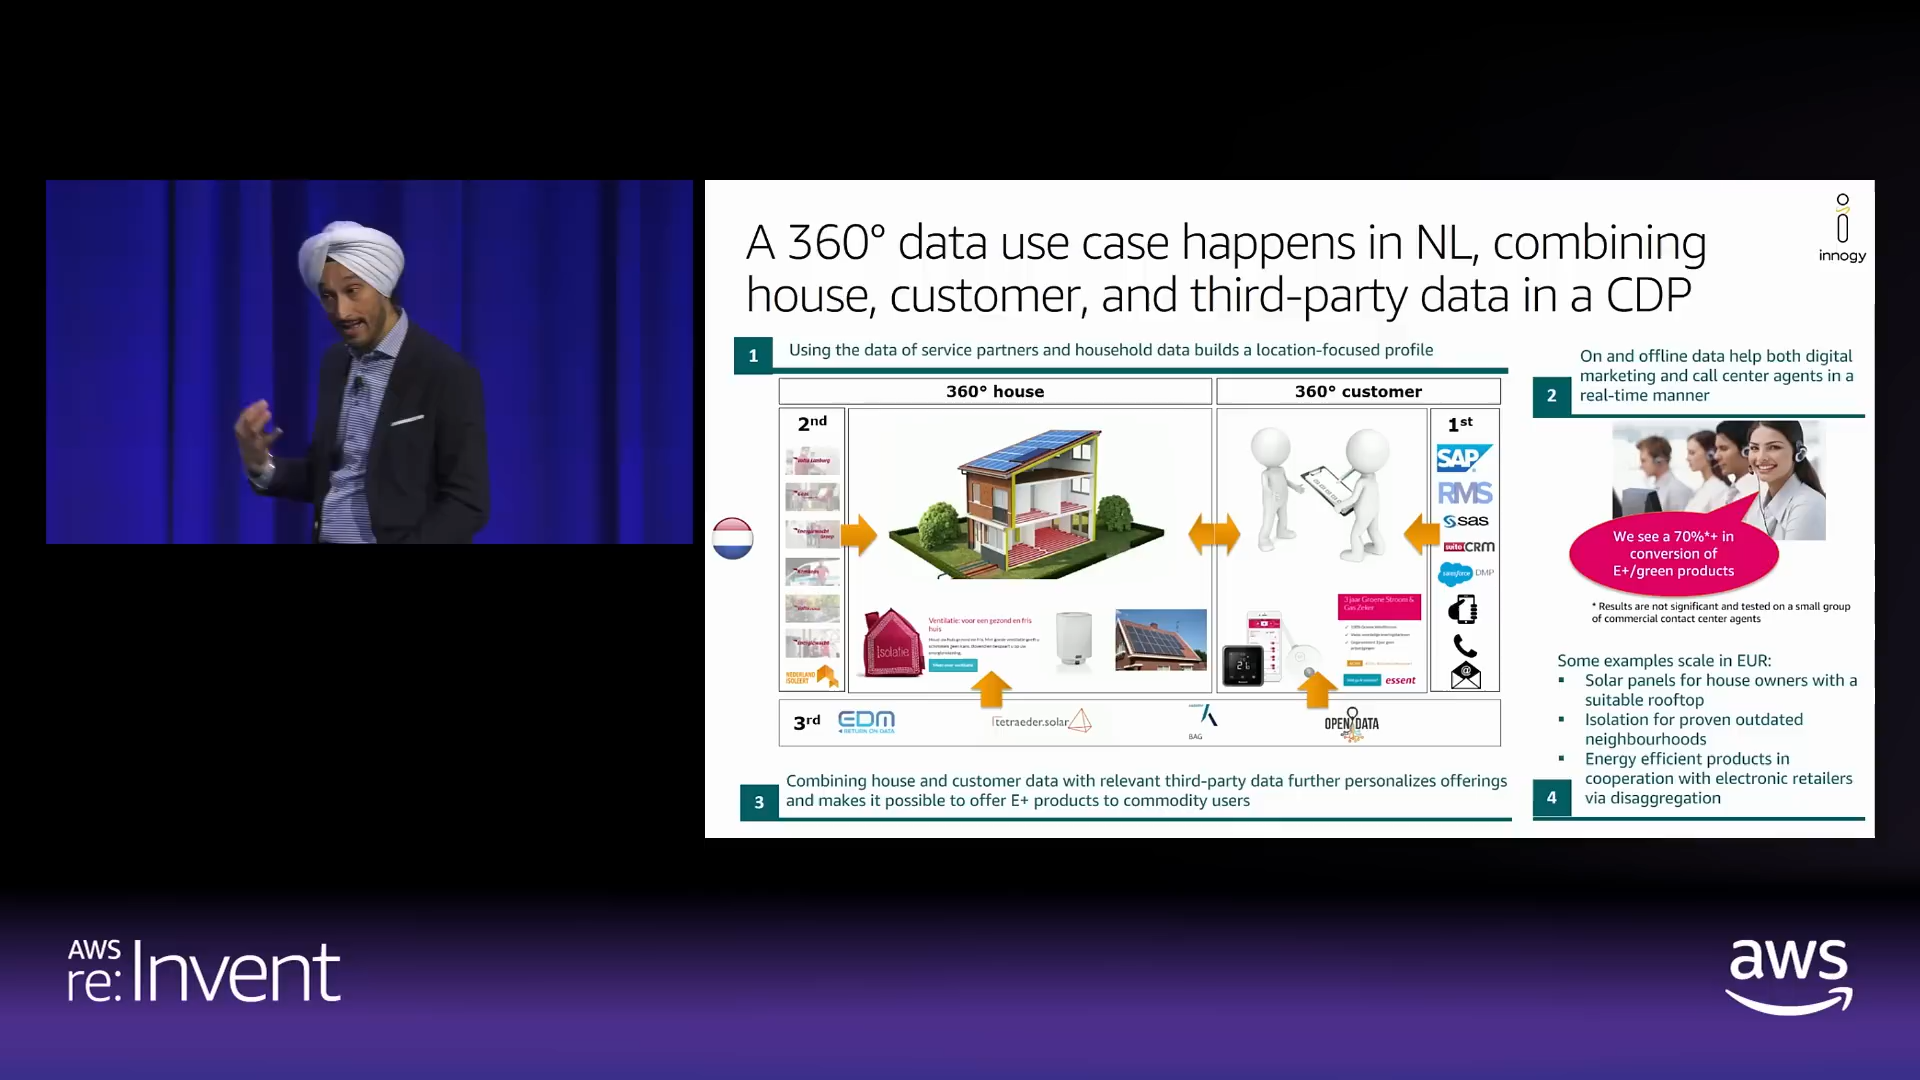 A 360° data use case happens in NL, combining
house, customer, and third-party data in a CDP
innogy
1
Using the data of service partners and household data builds a location-focused profile
360° house
360° customer
2nd
1st
SAP
RMS
sas
suiteCRM
salesforce DMP
Isolatie
Ventilatie: voor een gezond en fris
huis
3 jaar Groene Stroom &
Gas Zeker
essent
NEDERLAND
ISOLEERT
3rd
EDM
RETURN ON DATA
tetraeder.solar
BAG
OPEN DATA
2
On and offline data help both digital
marketing and call center agents in a
real-time manner
We see a 70%*+ in
conversion of
E+/green products
* Results are not significant and tested on a small group
of commercial contact center agents
Some examples scale in EUR:
▪ Solar panels for house owners with a
suitable rooftop
▪ Isolation for proven outdated
neighbourhoods
▪ Energy efficient products in
cooperation with electronic retailers
via disaggregation
4
3
Combining house and customer data with relevant third-party data further personalizes offerings
and makes it possible to offer E+ products to commodity users
AWS
re:Invent
aws